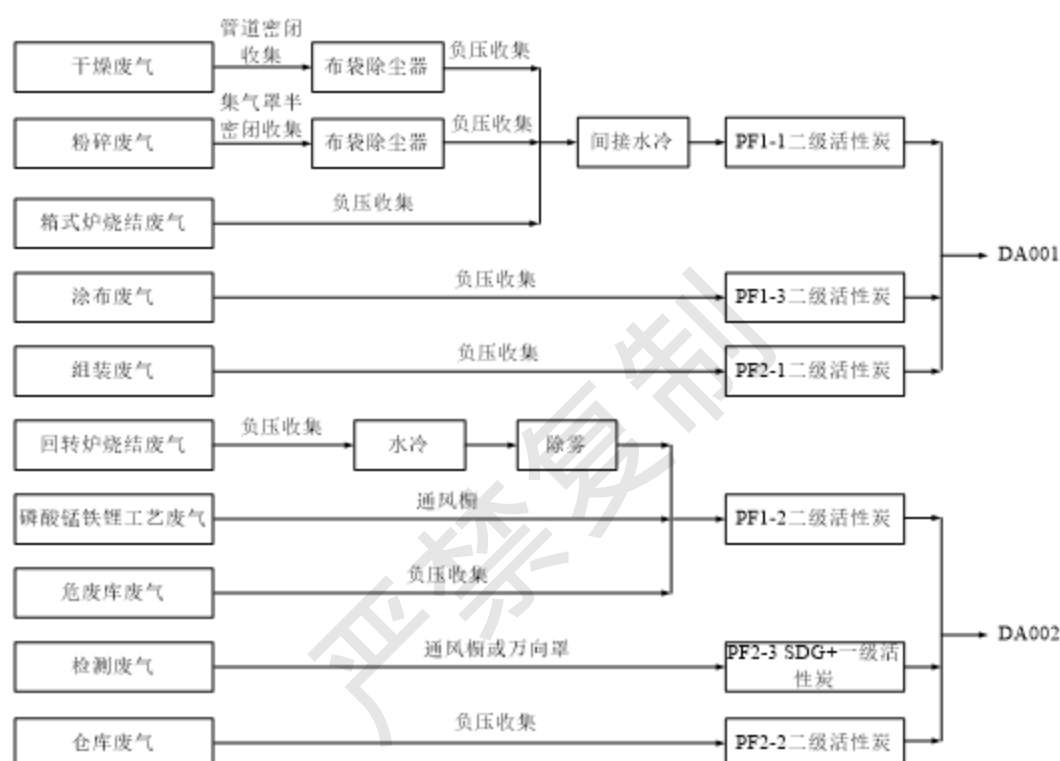 管道密闭
收集
干燥废气
布袋除尘器
负压收集
集气罩半
密闭收集
粉碎废气
布袋除尘器
负压收集
间接水冷
PF1-1二级活性炭
箱式炉烧结废气
负压收集
DA001
涂布废气
负压收集
PF1-3二级活性炭
组装废气
负压收集
PF2-1二级活性炭
回转炉烧结废气
负压收集
水冷
除雾
磷酸锰铁锂工艺废气
通风橱
PF1-2二级活性炭
危废库废气
负压收集
DA002
检测废气
通风橱或万向罩
PF2-3 SDG+一级活
性炭
仓库废气
负压收集
PF2-2二级活性炭
严禁复制